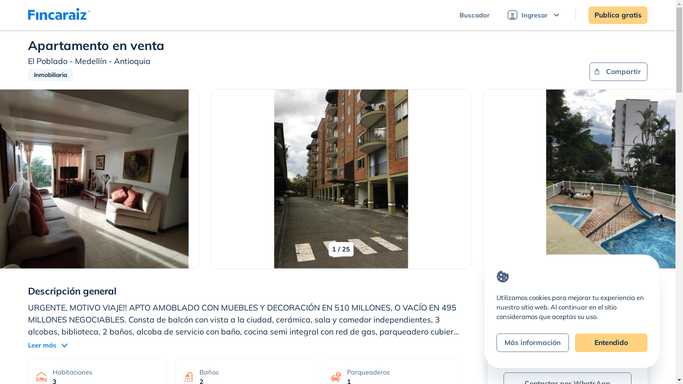 Fincaraiz
Buscador
Ingresar
Publica gratis
Apartamento en venta
El Poblado - Medellín - Antioquia
Inmobiliaria
Compartir
1 / 25
Descripción general
URGENTE, MOTIVO VIAJE!! APTO AMOBLADO CON MUEBLES Y DECORACIÓN EN 510 MILLONES, O VACÍO EN 495
MILLONES NEGOCIABLES. Consta de balcón con vista a la ciudad, cerámica, sala y comedor independientes, 3
alcobas, biblioteca, 2 baños, alcoba de servicio con baño, cocina semi integral con red de gas, parqueadero cubier...
Leer más
Habitaciones
3
Baños
2
Parqueaderos
1
Utilizamos cookies para mejorar tu experiencia en
nuestro sitio web. Al continuar en el sitio
consideramos que aceptas su uso.
Más información
Entendido
Contactar por WhatsApp